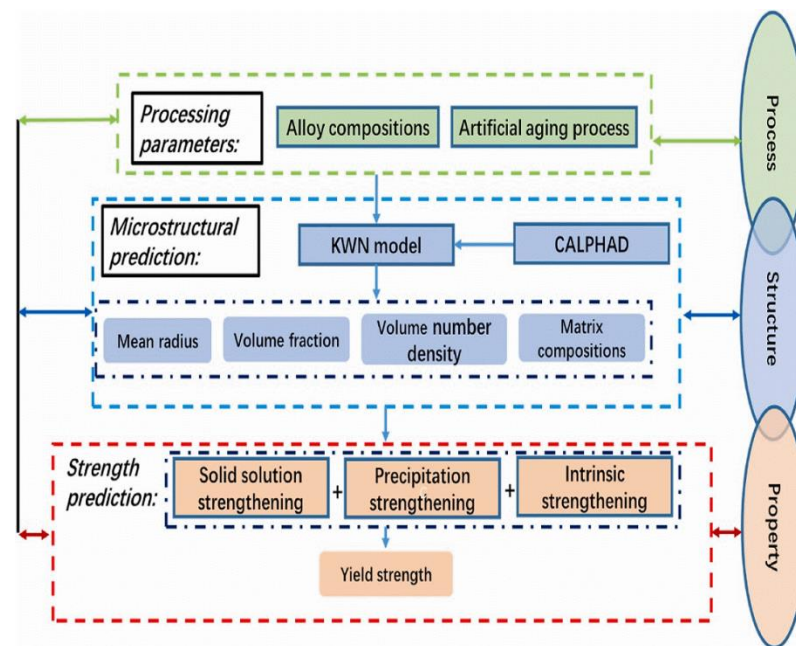 Processing
parameters:
Alloy compositions
Artificial aging process
Process
Microstructural
prediction:
KWN model
CALPHAD
Mean radius
Volume fraction
Volume number
density
Matrix
compositions
Structure
Strength
prediction:
Solid solution
strengthening
+
Precipitation
strengthening
+
Intrinsic
strengthening
Yield strength
Property